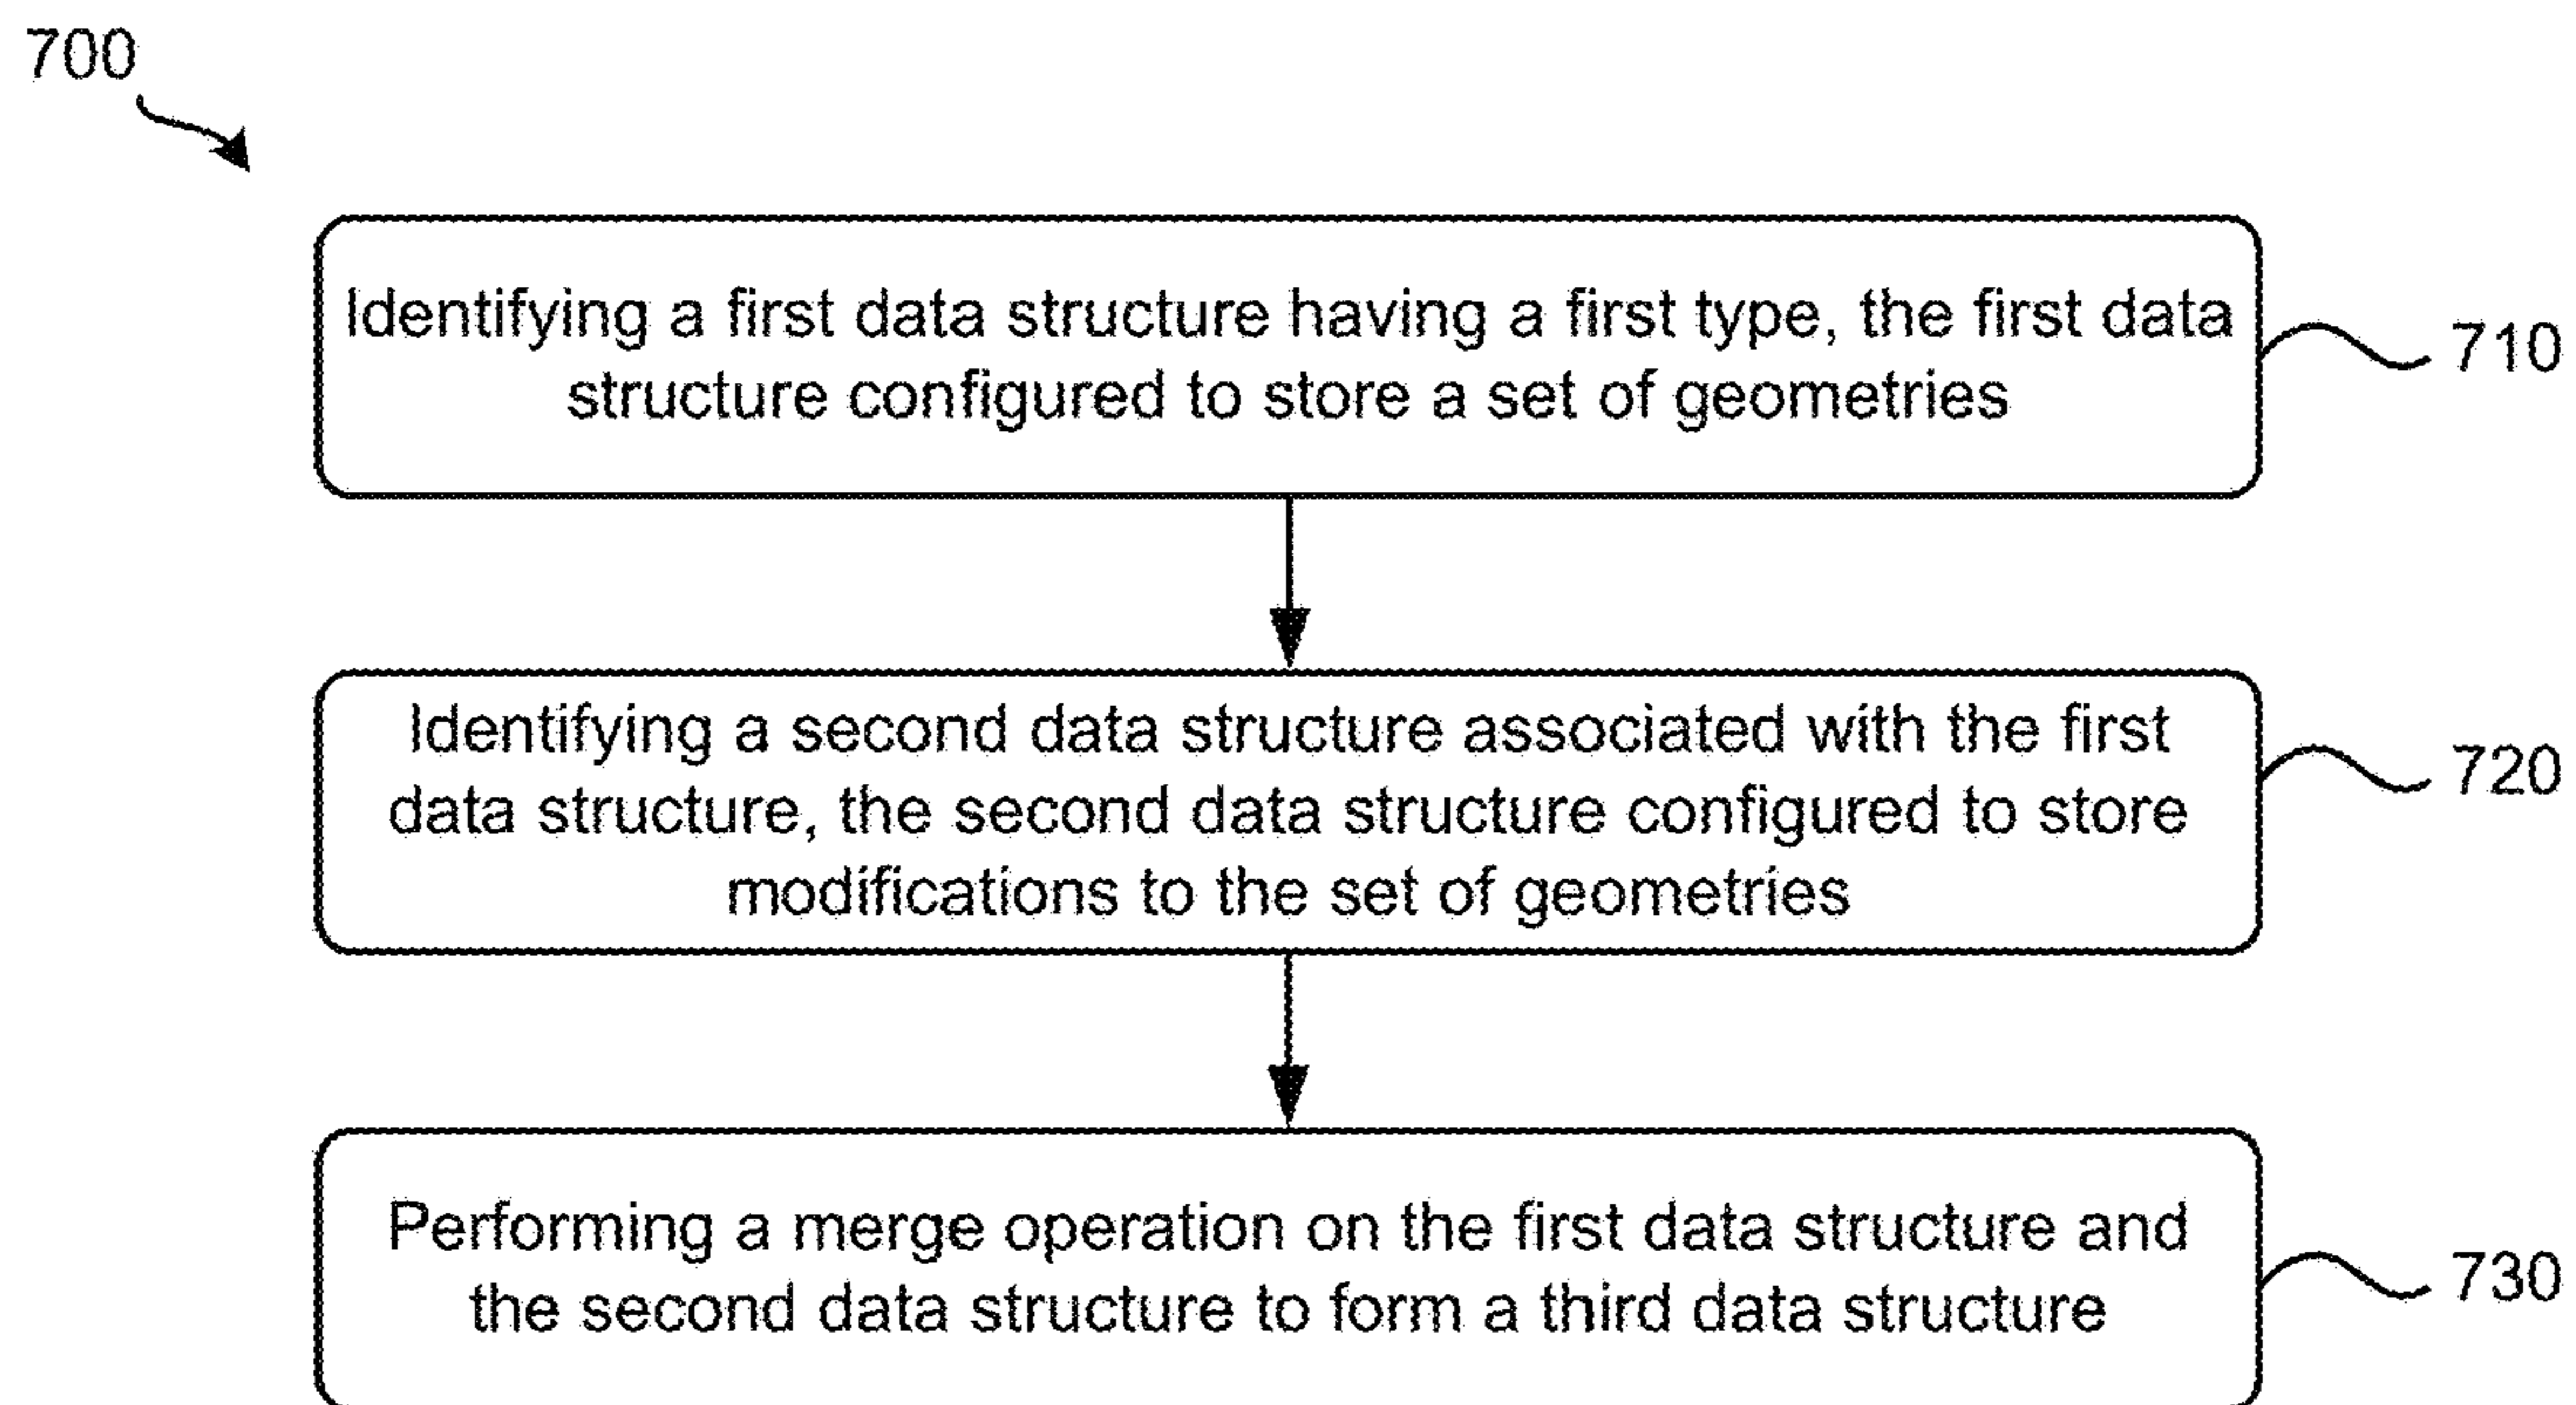 700
Identifying a first data structure having a first type, the first data
structure configured to store a set of geometries
710
Identifying a second data structure associated with the first
data structure, the second data structure configured to store
modifications to the set of geometries
720
Performing a merge operation on the first data structure and
the second data structure to form a third data structure
730